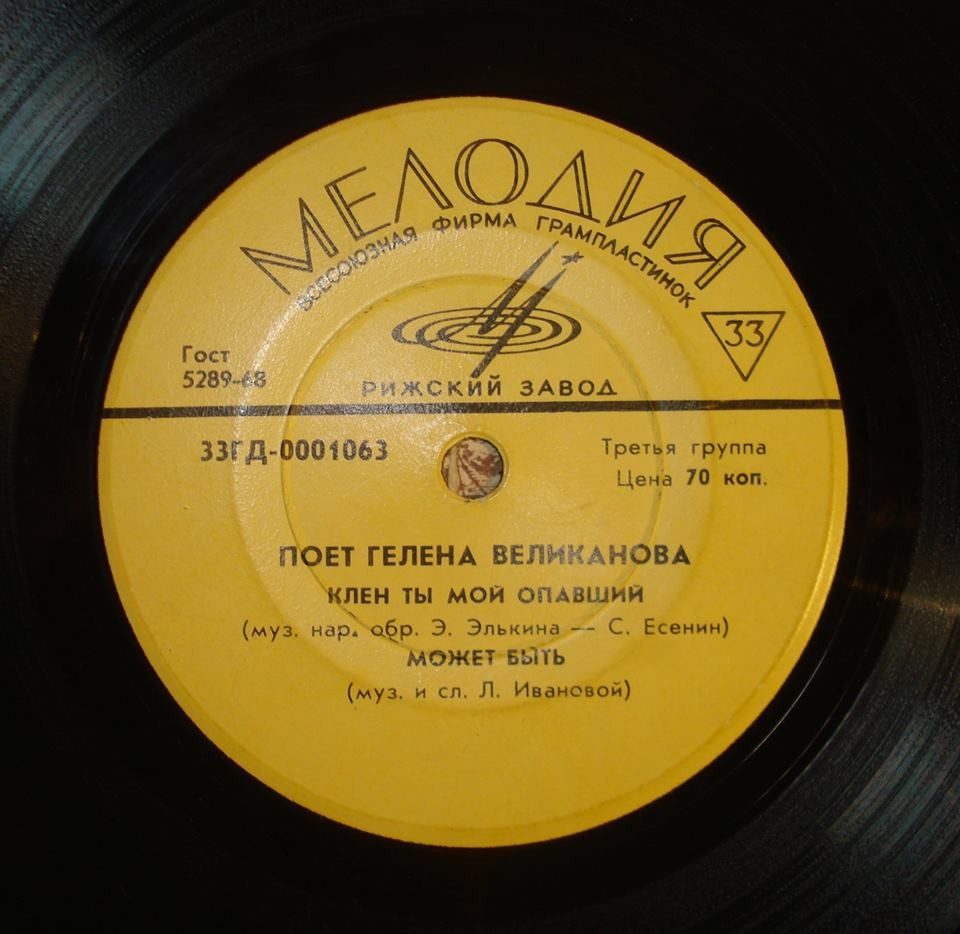 МЕЛОДИЯ
ВСЕСОЮЗНАЯ ФИРМА ГРАМПЛАСТИНОК
33
Гост
5289-68
РИЖСКИЙ ЗАВОД
33ГД-0001063
Третья группа
Цена 70 коп.
ПОЕТ ГЕЛЕНА ВЕЛИКАНОВА
КЛЕН ТЫ МОЙ ОПАВШИЙ
(муз. нар. обр. Э. Элькина — С. Есенин)
МОЖЕТ БЫТЬ
(муз. и сл. Л. Ивановой)